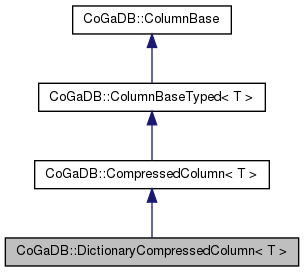 CoGaDB::ColumnBase
CoGaDB::ColumnBaseTyped< T >
CoGaDB::CompressedColumn< T >
CoGaDB::DictionaryCompressedColumn< T >